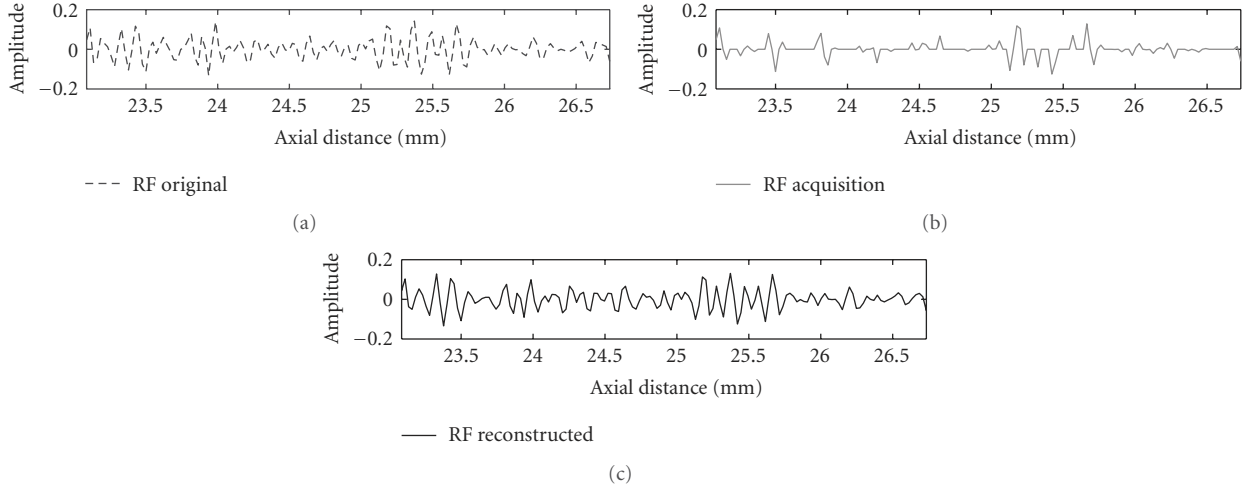 Amplitude
0.2
0
−0.2
23.5 24 24.5 25 25.5 26 26.5
Axial distance (mm)
RF original
(a)
Amplitude
0.2
0
−0.2
23.5 24 24.5 25 25.5 26 26.5
Axial distance (mm)
RF acquisition
(b)
Amplitude
0.2
0
−0.2
23.5 24 24.5 25 25.5 26 26.5
Axial distance (mm)
RF reconstructed
(c)